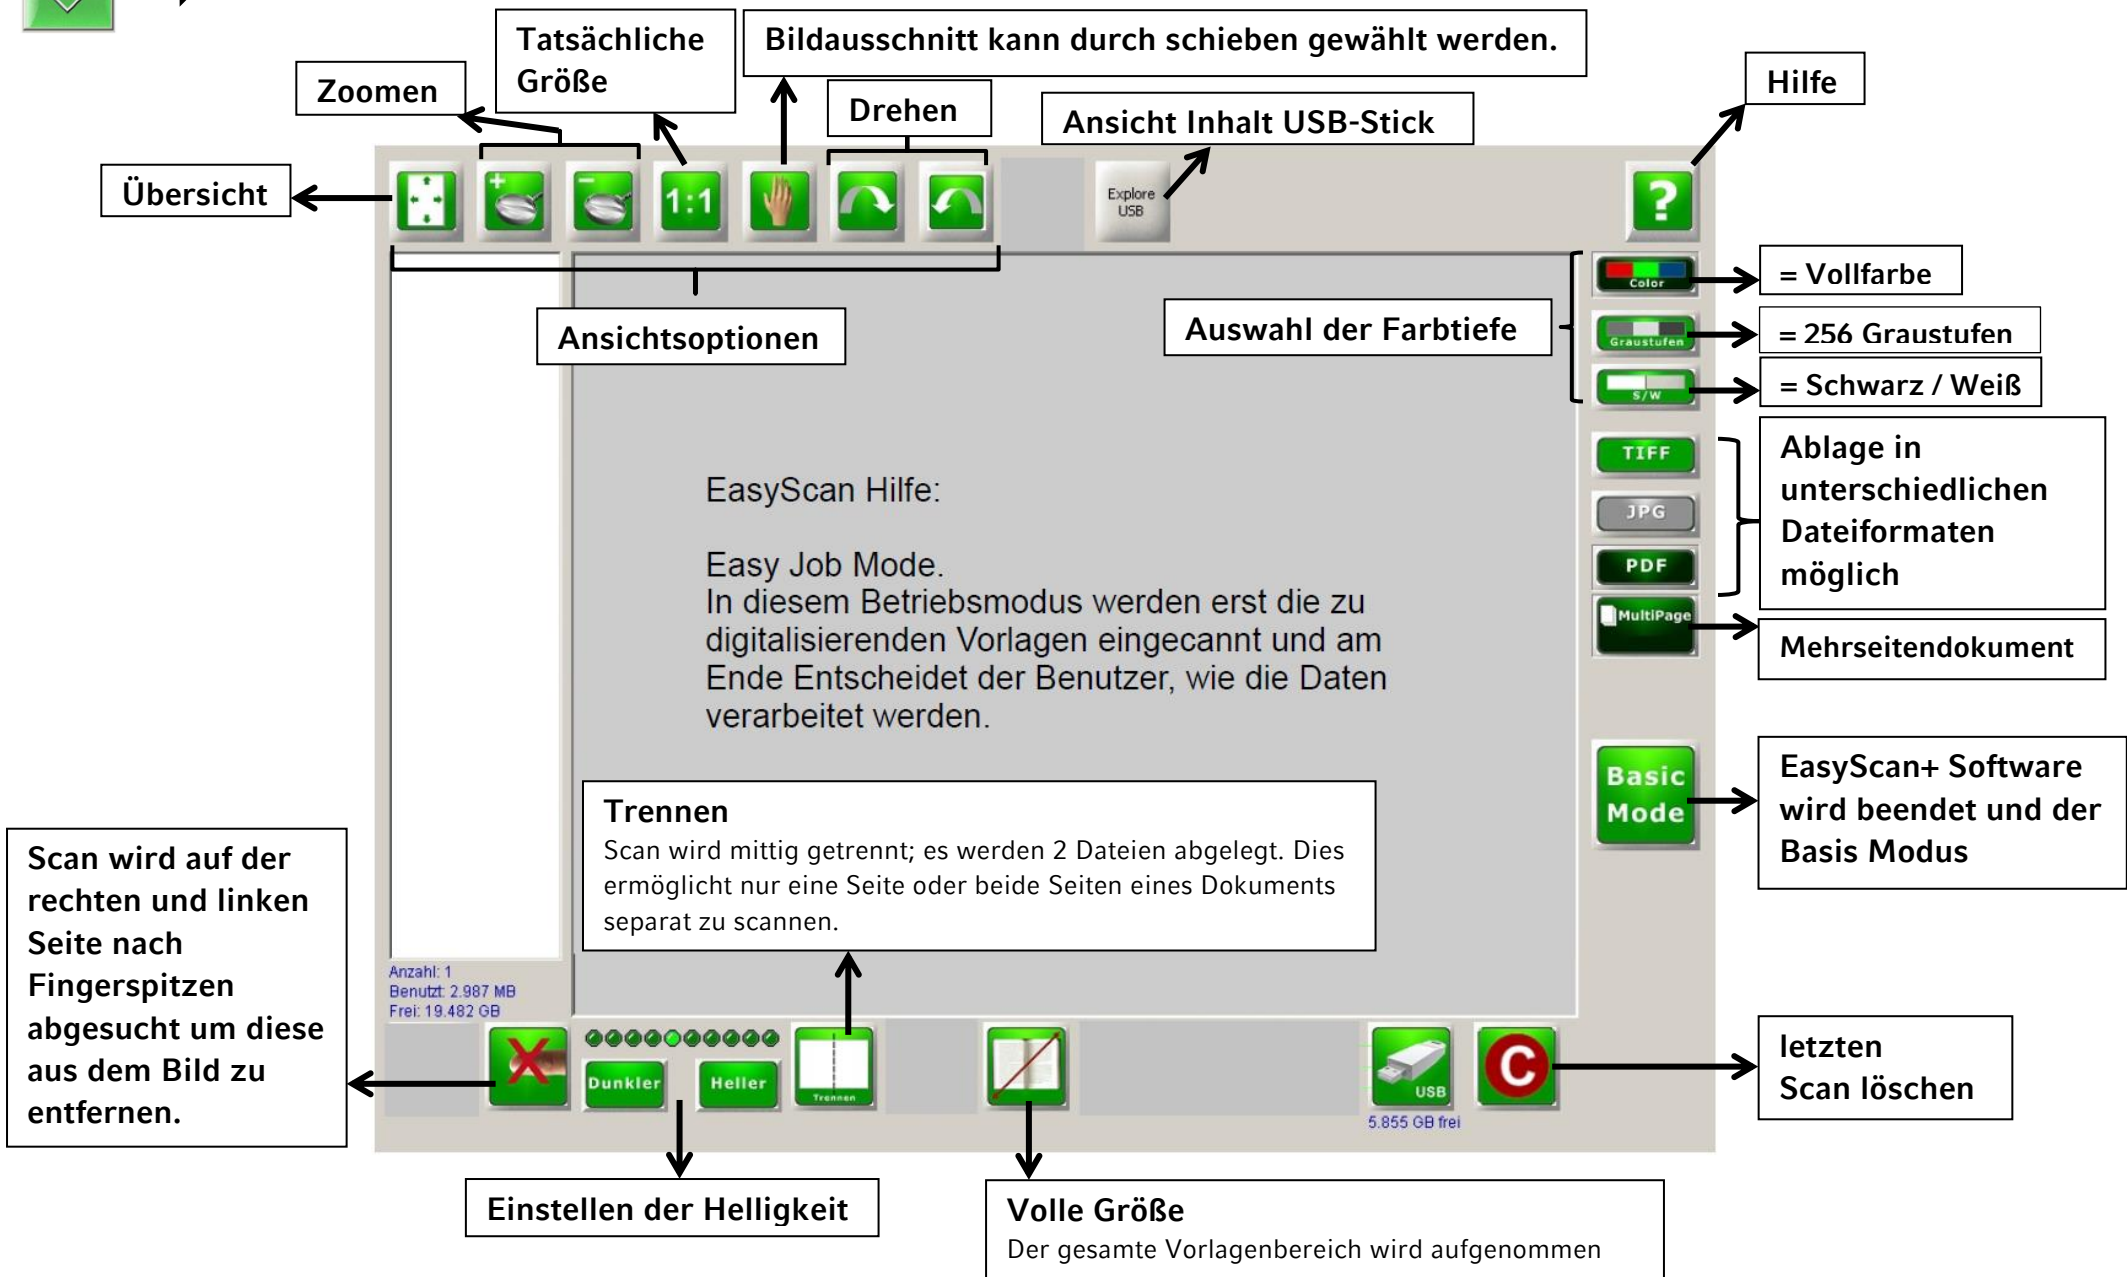 Tatsächliche
Größe
Bildausschnitt kann durch schieben gewählt werden.
Zoomen
Drehen
Ansicht Inhalt USB-Stick
Hilfe
Übersicht
+
-
1:1
Explore
USB
?
Ansichtsoptionen
Auswahl der Farbtiefe
Color
= Vollfarbe
Graustufen
= 256 Graustufen
S/W
= Schwarz / Weiß
TIFF
JPG
PDF
Ablage in
unterschiedlichen
Dateiformaten
möglich
MultiPage
Mehrseitendokument
EasyScan Hilfe:
Easy Job Mode.
In diesem Betriebsmodus werden erst die zu
digitalisierenden Vorlagen eingecannt und am
Ende Entscheidet der Benutzer, wie die Daten
verarbeitet werden.
Basic
Mode
EasyScan+ Software
wird beendet und der
Basis Modus
Trennen
Scan wird mittig getrennt; es werden 2 Dateien abgelegt. Dies
ermöglicht nur eine Seite oder beide Seiten eines Dokuments
separat zu scannen.
Scan wird auf der
rechten und linken
Seite nach
Fingerspitzen
abgesucht um diese
aus dem Bild zu
entfernen.
Anzahl: 1
Benutzt: 2.987 MB
Frei: 19.482 GB
Dunkler
Heller
Trennen
USB
5.855 GB frei
C
letzten
Scan löschen
Einstellen der Helligkeit
Volle Größe
Der gesamte Vorlagenbereich wird aufgenommen